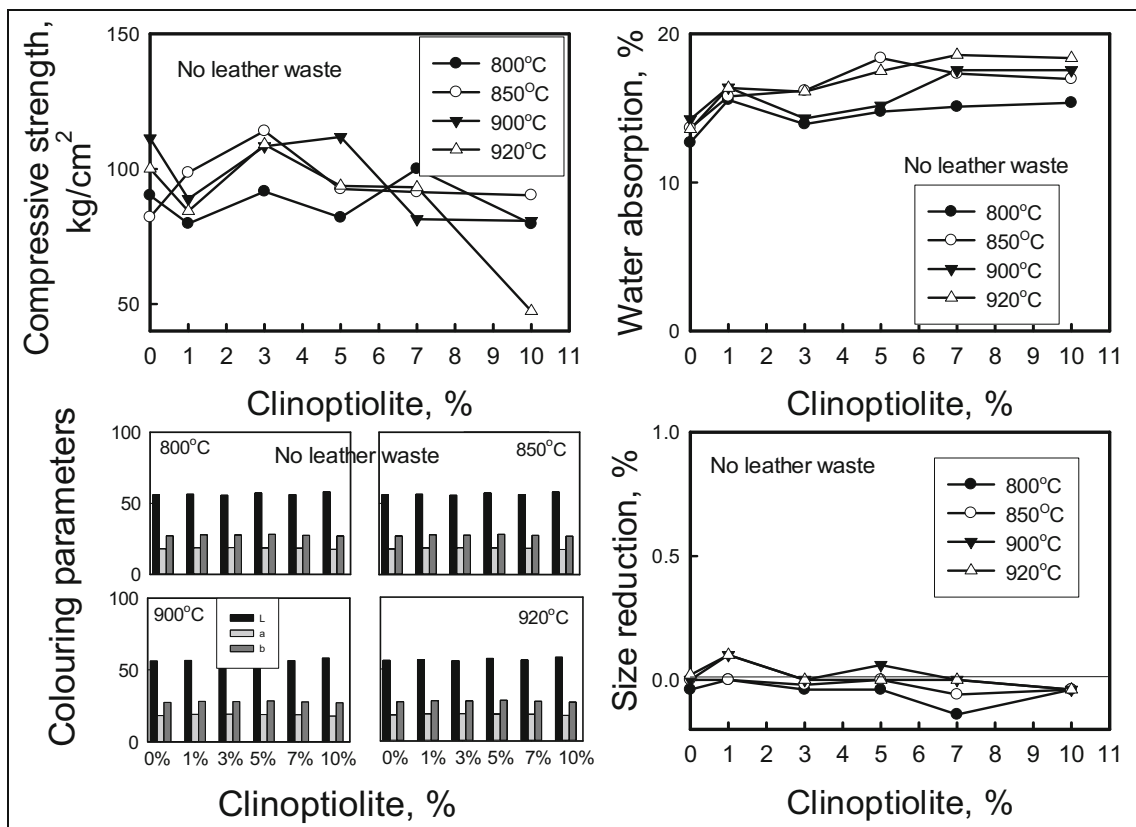 Compressive strength,
kg/cm²
150
100
50
No leather waste
800°C
850°C
900°C
920°C
0 1 2 3 4 5 6 7 8 9 10 11
Clinoptiolite, %
Water absorption, %
20
10
0
No leather waste
800°C
850°C
900°C
920°C
0 1 2 3 4 5 6 7 8 9 10 11
Clinoptiolite, %
Colouring parameters
100
50
0
800°C
No leather waste
850°C
100
50
0
900°C
L
a
b
920°C
0% 1% 3% 5% 7% 10% 0% 1% 3% 5% 7% 10%
Clinoptiolite, %
Size reduction, %
1.0
0.5
0.0
No leather waste
800°C
850°C
900°C
920°C
0 1 2 3 4 5 6 7 8 9 10 11
Clinoptiolite, %